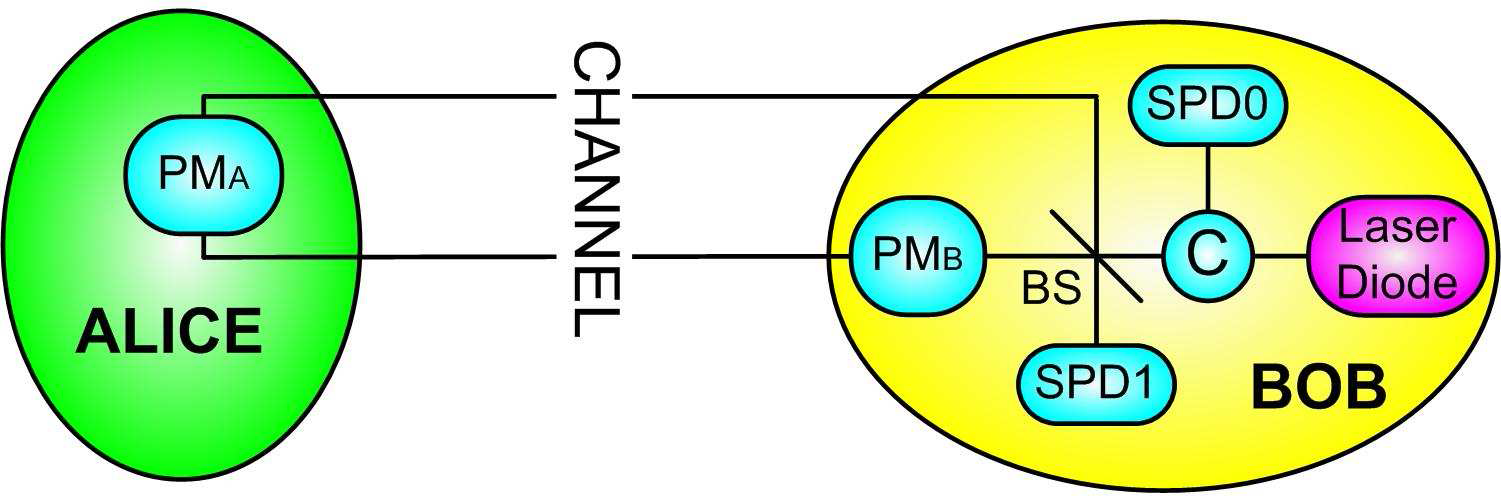 PMA
ALICE
CHANNEL
PMB
BS
SPD0
C
Laser
Diode
SPD1
BOB